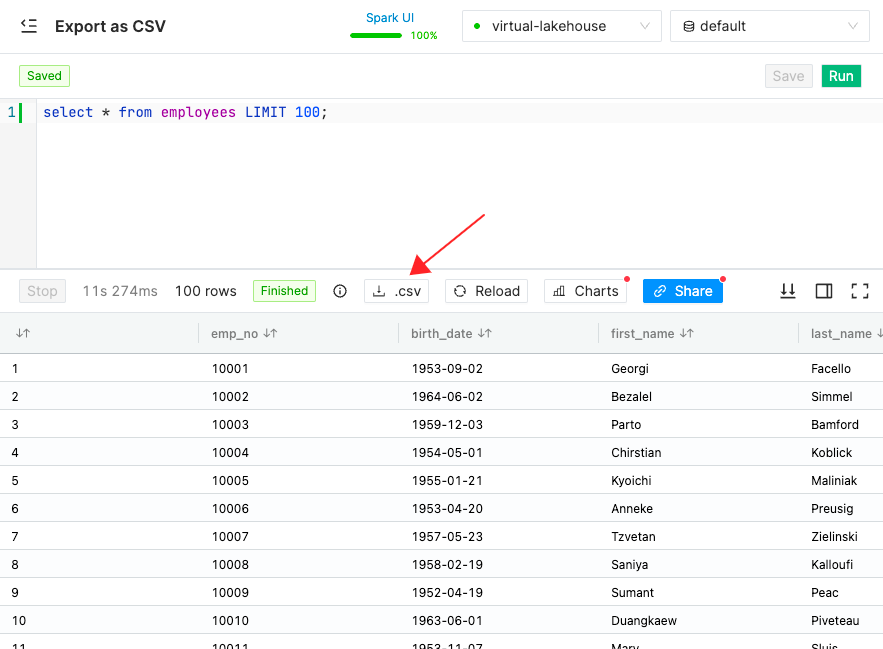 Export as CSV
Spark UI
100%
virtual-lakehouse
default
Saved
Save
Run
1 select * from employees LIMIT 100;
Stop 11s 274ms 100 rows Finished .csv Reload Charts Share
emp_no birth_date first_name last_name
1 10001 1953-09-02 Georgi Facello
2 10002 1964-06-02 Bezalel Simmel
3 10003 1959-12-03 Parto Bamford
4 10004 1954-05-01 Chirstian Koblick
5 10005 1955-01-21 Kyoichi Maliniak
6 10006 1953-04-20 Anneke Preusig
7 10007 1957-05-23 Tzvetan Zielinski
8 10008 1958-02-19 Saniya Kalloufi
9 10009 1952-04-19 Sumant Peac
10 10010 1963-06-01 Duangkaew Piveteau
11 10011 1953-11-07 Mary Sluis